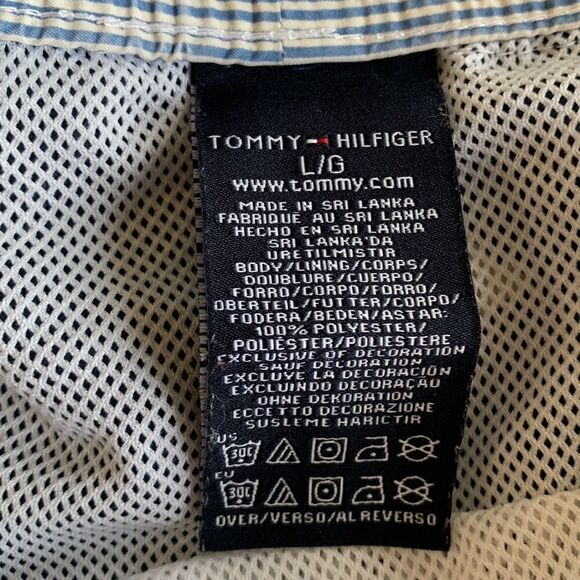 TOMMY HILFIGER
L/G
www.tommy.com
MADE IN SRI LANKA
FABRIQUÉ AU SRI LANKA
HECHO EN SRI LANKA
SRI LANKA'DA
URETILMISTIR
BODY/LINING/CORPS/
DOUBLURE/CUERPO/
FORRO/CORPO/FORRO/
OBERTEIL/FUTTER/CORPO/
FODERA/BEDEN/ASTAR:
100% POLYESTER/
POLIÉSTER/POLIESTERE
EXCLUSIVE OF DECORATION
SAUF DECORATION
EXCLUYE LA DECORACIÓN
EXCLUINDO DECORAÇÃO
OHNE DEKORATION
ECCETTO DECORAZIONE
SUSLEME HARICTIR
US
30C
EU
30C
OVER/VERSO/AL REVERSO